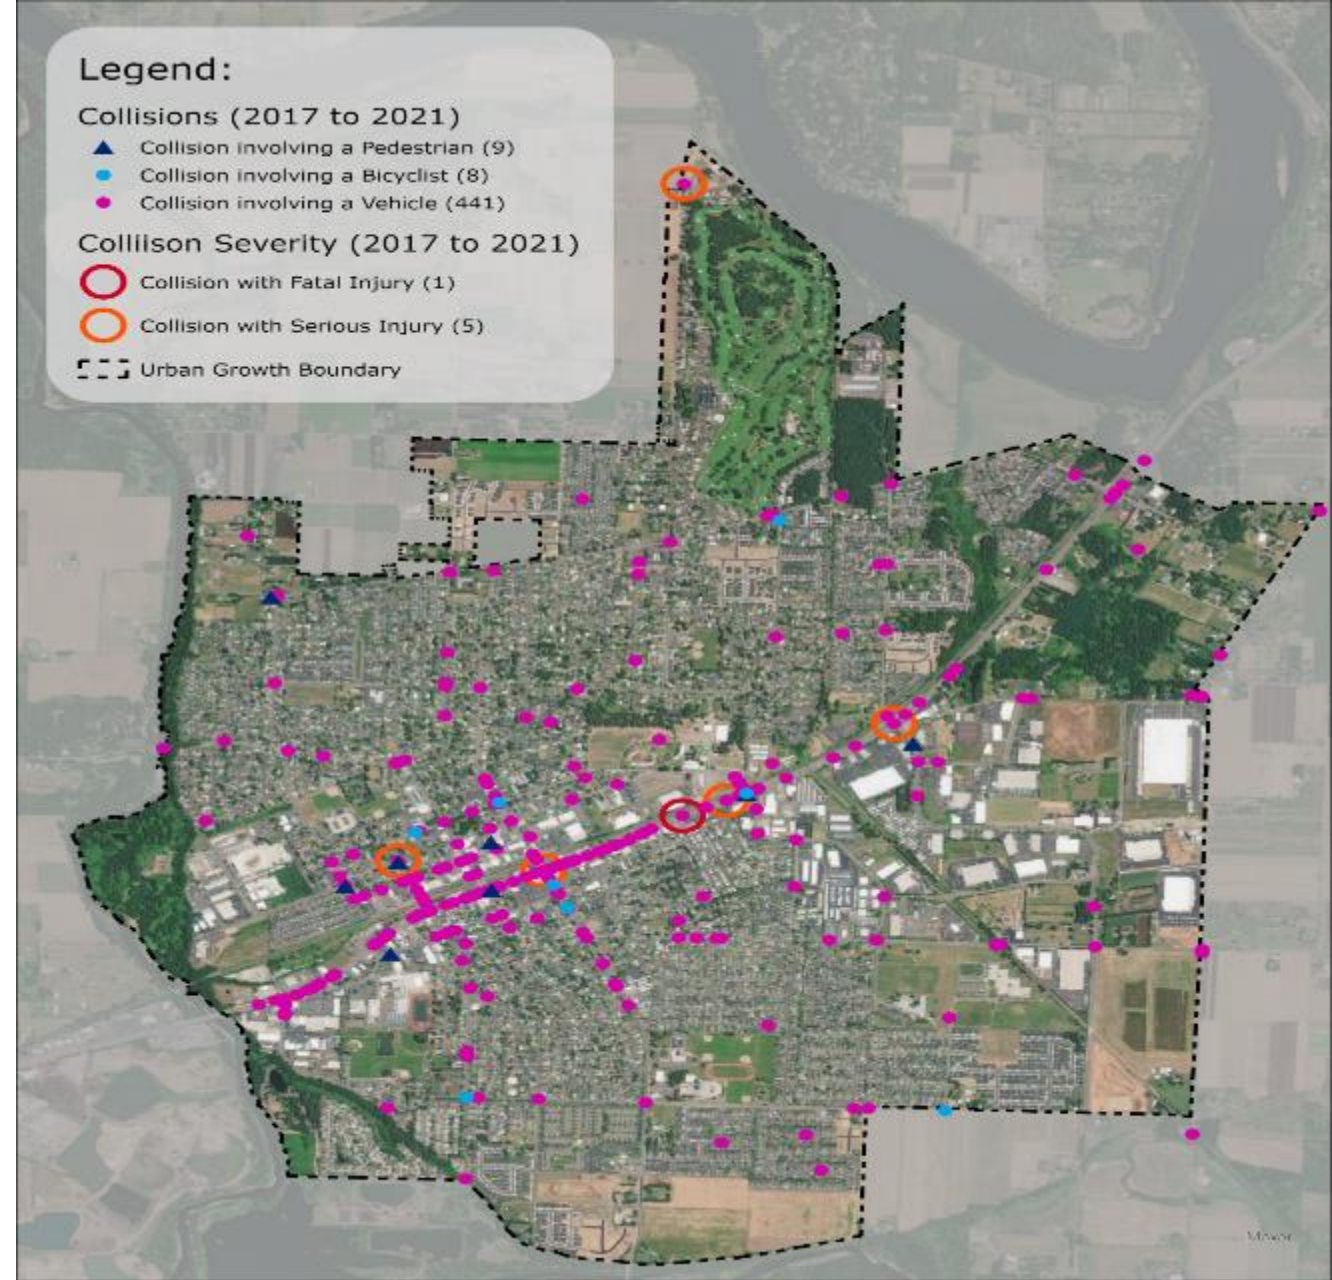 Legend:
Collisions (2017 to 2021)
Collision involving a Pedestrian (9)
Collision involving a Bicyclist (8)
Collision involving a Vehicle (441)
Colliison Severity (2017 to 2021)
Collision with Fatal Injury (1)
Collision with Serious Injury (5)
Urban Growth Boundary